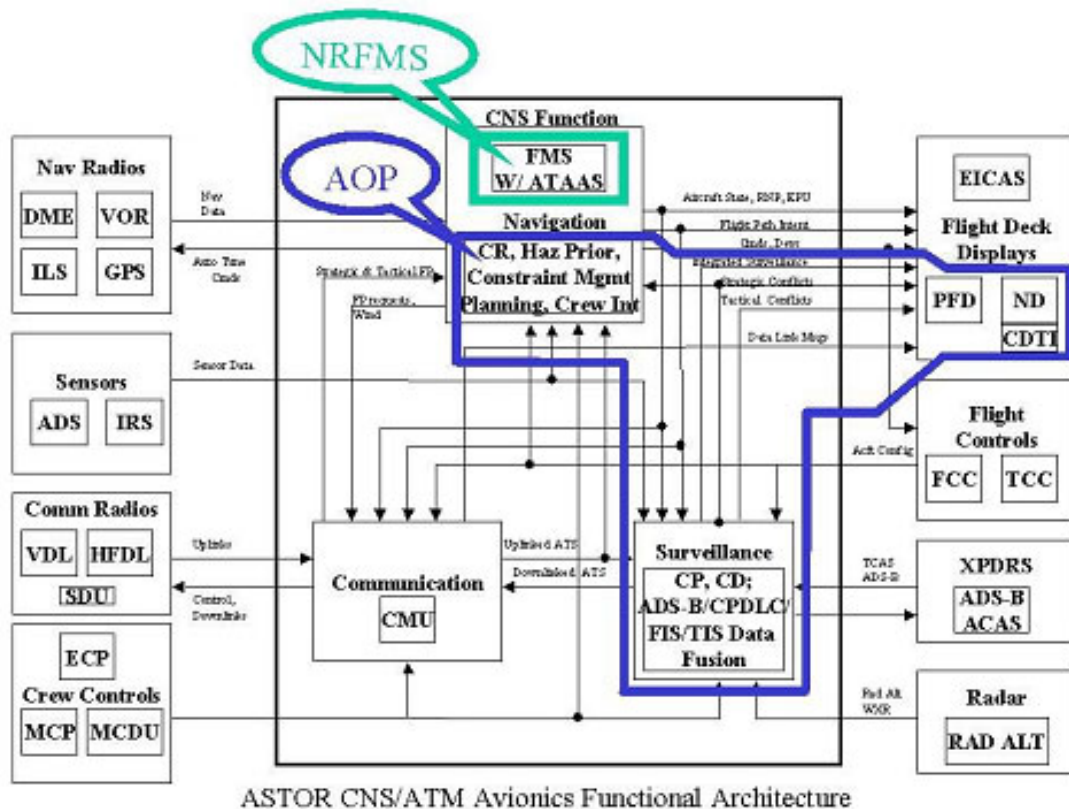 NRFMS
CNS Function
FMS
W/ ATAAS
AOP
Navigation
CR, Haz Prior,
Constraint Mgmt
Planning, Crew Int
Nav Radios
DME
VOR
ILS
GPS
Nav
Data
Auto Tune
Cmds
Strategic & Tactical FP
FP requests,
Wind
Aircraft State, RNP, EPU
Flight Path Intent
Cmds, Devs
Integrated Surveillance
Strategic Conflicts
Tactical Conflicts
Data Link Msgs
EICAS
Flight Deck
Displays
PFD
ND
CDTI
Sensors
ADS
IRS
Sensor Data
Flight
Controls
FCC
TCC
Acft Config
Comm Radios
VDL
HFDL
SDU
Uplinks
Control,
Downlinks
Communication
CMU
Uplinked ATS
Downlinked ATS
Surveillance
CP, CD;
ADS-B/CPDLC/
FIS/TIS Data
Fusion
TCAS
ADS-B
XPDRS
ADS-B
ACAS
ECP
Crew Controls
MCP
MCDU
Rad Alt
WXR
Radar
RAD ALT
ASTOR CNS/ATM Avionics Functional Architecture